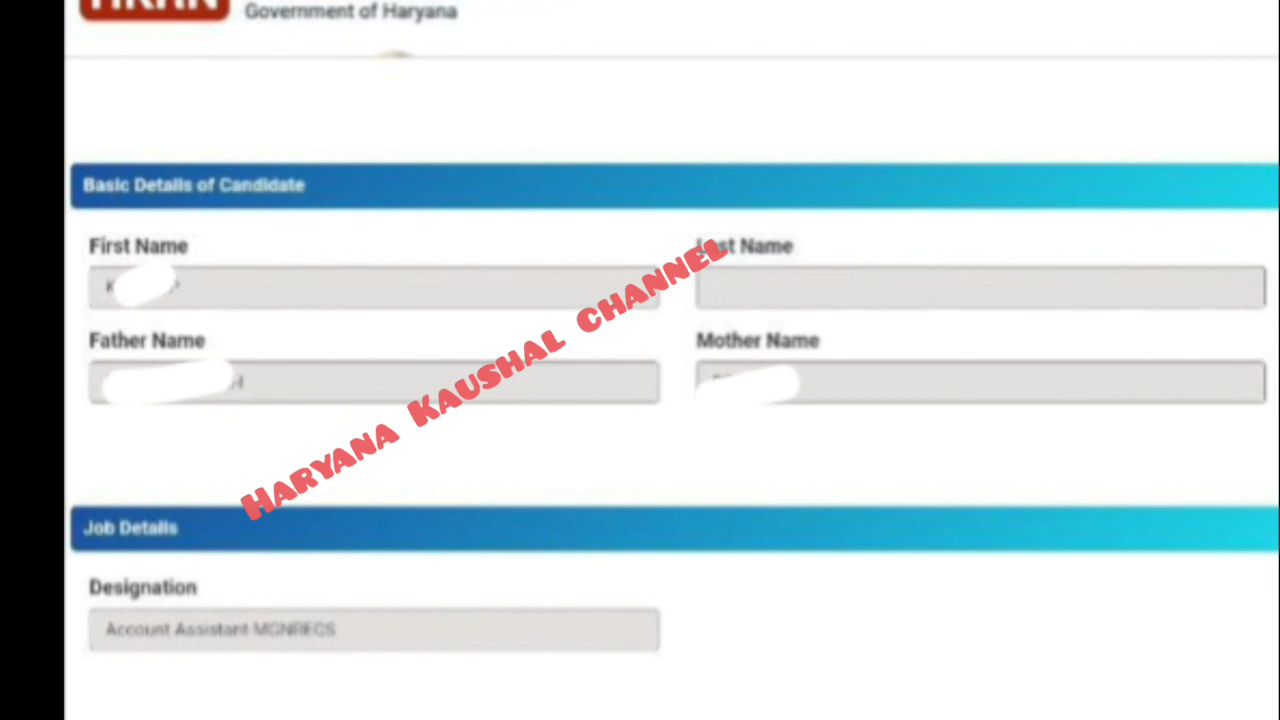 Government of Haryana
Basic Details of Candidate
First Name
Last Name
Father Name
Mother Name
HARYANA KAUSHAL CHANNEL
Job Details
Designation
Account Assistant MGNREGS